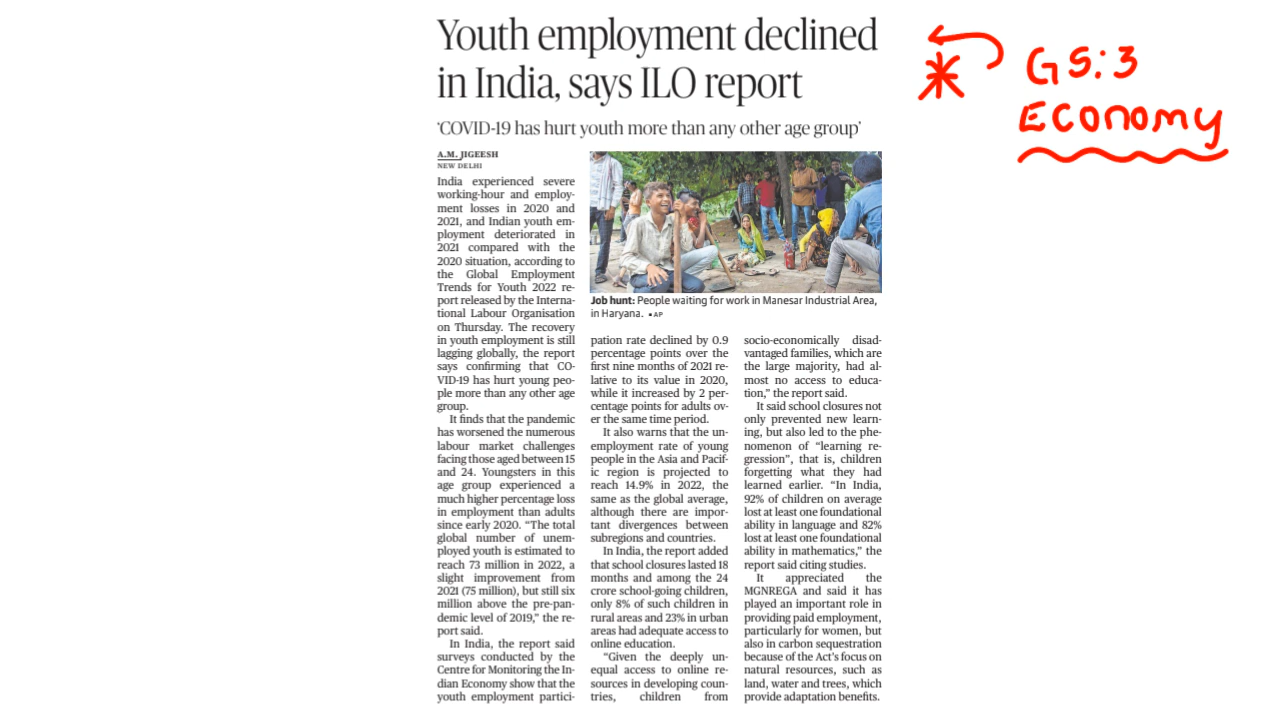 Youth employment declined
in India, says ILO report
‘COVID-19 has hurt youth more than any other age group’
A.M. JIGEESH
NEW DELHI
India experienced severe
working-hour and employ-
ment losses in 2020 and
2021, and Indian youth em-
ployment deteriorated in
2021 compared with the
2020 situation, according to
the Global Employment
Trends for Youth 2022 re-
port released by the Interna-
tional Labour Organisation
on Thursday. The recovery
in youth employment is still
lagging globally, the report
says confirming that CO-
VID-19 has hurt young peo-
ple more than any other age
group.
It finds that the pandemic
has worsened the numerous
labour market challenges
facing those aged between 15
and 24. Youngsters in this
age group experienced a
much higher percentage loss
in employment than adults
since early 2020. “The total
global number of unem-
ployed youth is estimated to
reach 73 million in 2022, a
slight improvement from
2021 (75 million), but still six
million above the pre-pan-
demic level of 2019,” the re-
port said.
In India, the report said
surveys conducted by the
Centre for Monitoring the In-
dian Economy show that the
youth employment partici-
Job hunt: People waiting for work in Manesar Industrial Area,
in Haryana. ▪ AP
pation rate declined by 0.9
percentage points over the
first nine months of 2021 re-
lative to its value in 2020,
while it increased by 2 per-
centage points for adults ov-
er the same time period.
It also warns that the un-
employment rate of young
people in the Asia and Pacif-
ic region is projected to
reach 14.9% in 2022, the
same as the global average,
although there are impor-
tant divergences between
subregions and countries.
In India, the report added
that school closures lasted 18
months and among the 24
crore school-going children,
only 8% of such children in
rural areas and 23% in urban
areas had adequate access to
online education.
“Given the deeply un-
equal access to online re-
sources in developing coun-
tries, children from
socio-economically disad-
vantaged families, which are
the large majority, had al-
most no access to educa-
tion,” the report said.
It said school closures not
only prevented new learn-
ing, but also led to the phe-
nomenon of “learning re-
gression”, that is, children
forgetting what they had
learned earlier. “In India,
92% of children on average
lost at least one foundational
ability in language and 82%
lost at least one foundational
ability in mathematics,” the
report said citing studies.
It appreciated the
MGNREGA and said it has
played an important role in
providing paid employment,
particularly for women, but
also in carbon sequestration
because of the Act’s focus on
natural resources, such as
land, water and trees, which
provide adaptation benefits.
GS:3
Economy